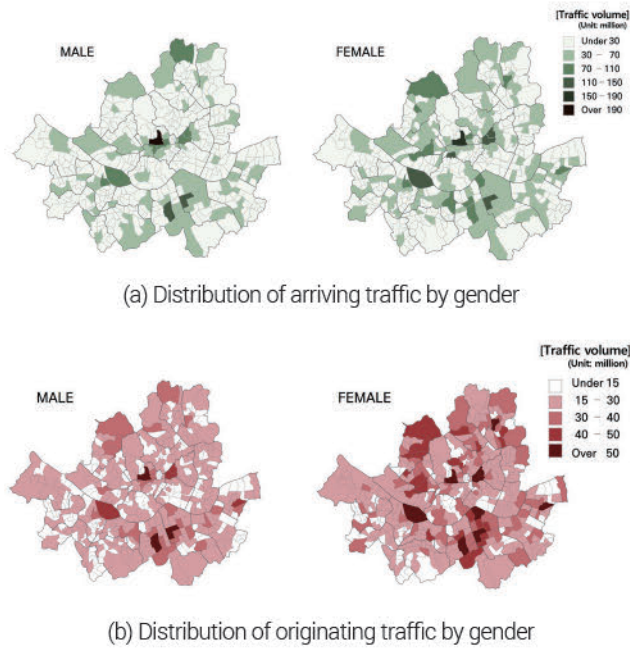 [Traffic volume]
(Unit: million)
MALE
FEMALE
Under 30
30 – 70
70 – 110
110 – 150
150 – 190
Over 190
(a) Distribution of arriving traffic by gender
[Traffic volume]
(Unit: million)
MALE
FEMALE
Under 15
15 – 30
30 – 40
40 – 50
Over 50
(b) Distribution of originating traffic by gender